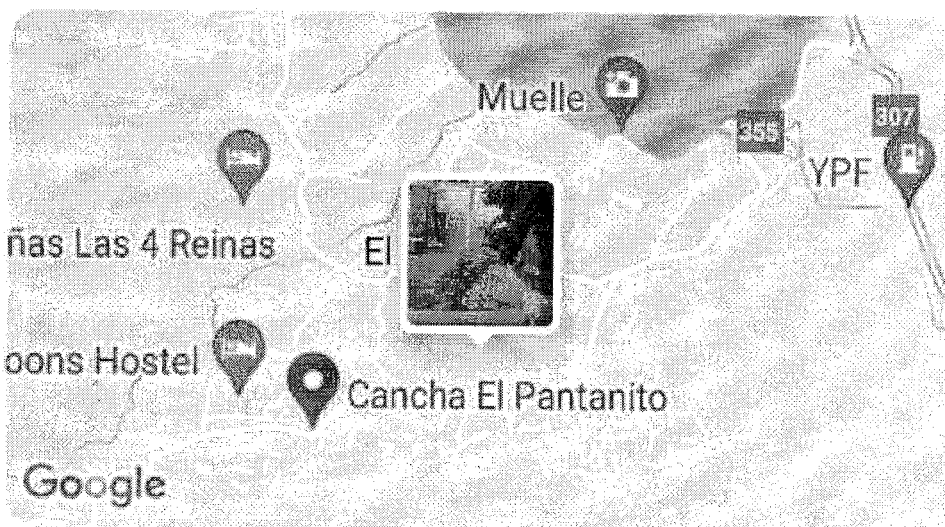 Muelle
307
355
YPF
ñas Las 4 Reinas
El
oons Hostel
Cancha El Pantanito
Google